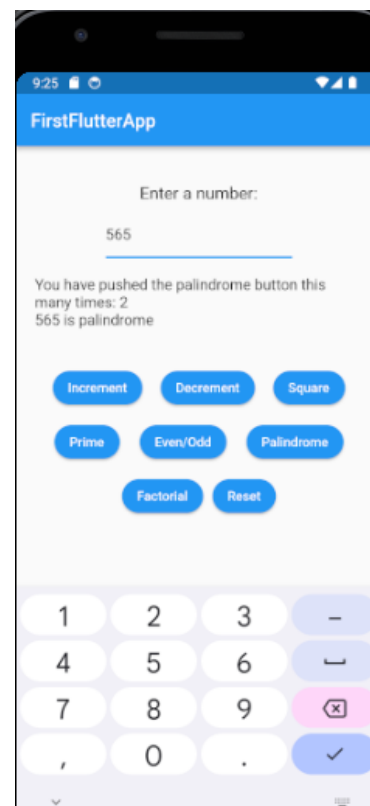 9:25
FirstFlutterApp
Enter a number:
565
You have pushed the palindrome button this
many times: 2
565 is palindrome
Increment Decrement Square
Prime Even/Odd Palindrome
Factorial Reset
1 2 3 –
4 5 6
7 8 9
, 0 .